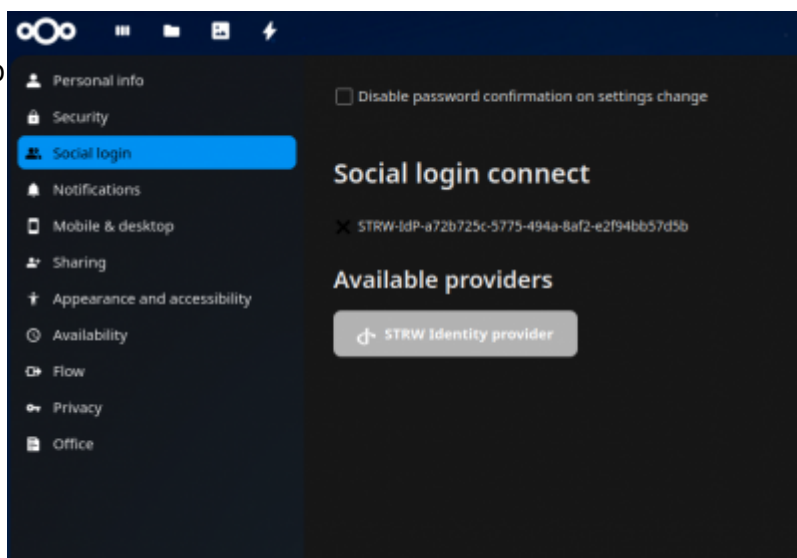 Personal info
Security
Social login
Notifications
Mobile & desktop
Sharing
Appearance and accessibility
Availability
Flow
Privacy
Office
Disable password confirmation on settings change
Social login connect
STRW-IdP-a72b725c-5775-494a-8af2-e2f94bb57d5b
Available providers
STRW Identity provider